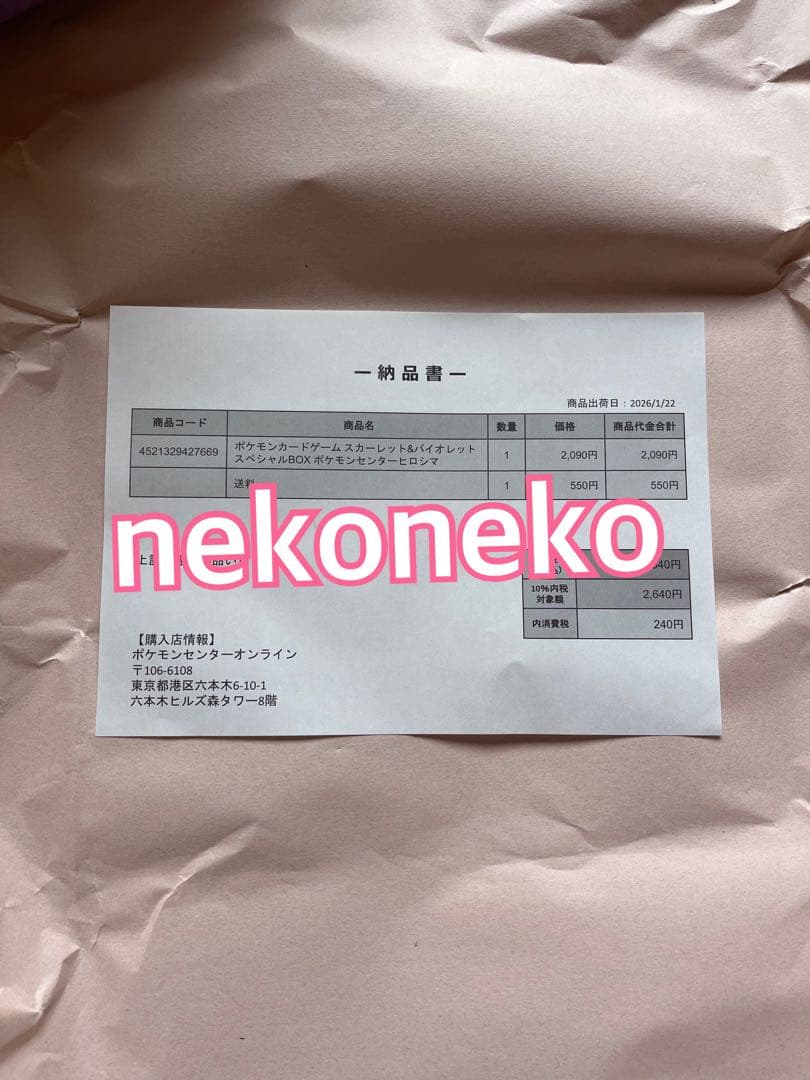 ー納品書ー
商品出荷日：2026/1/22
商品コード 商品名 数量 価格 商品代金合計
4521329427669 ポケモンカードゲーム スカーレット&バイオレット
スペシャルBOX ポケモンセンターヒロシマ 1 2,090円 2,090円
送料 1 550円 550円
nekoneko
10%内税
対象額 2,640円
内消費税 240円
【購入店情報】
ポケモンセンターオンライン
〒106-6108
東京都港区六本木6-10-1
六本木ヒルズ森タワー8階